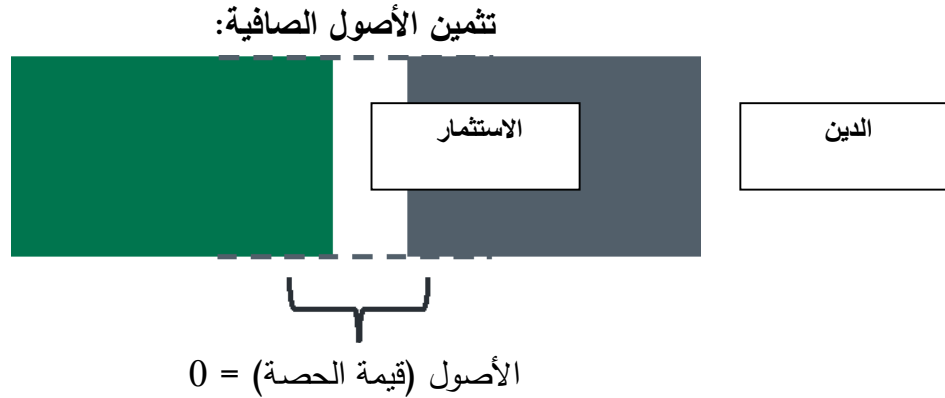 تثمين الأصول الصافية:
الدين
الاستثمار
الأصول (قيمة الحصة) = 0